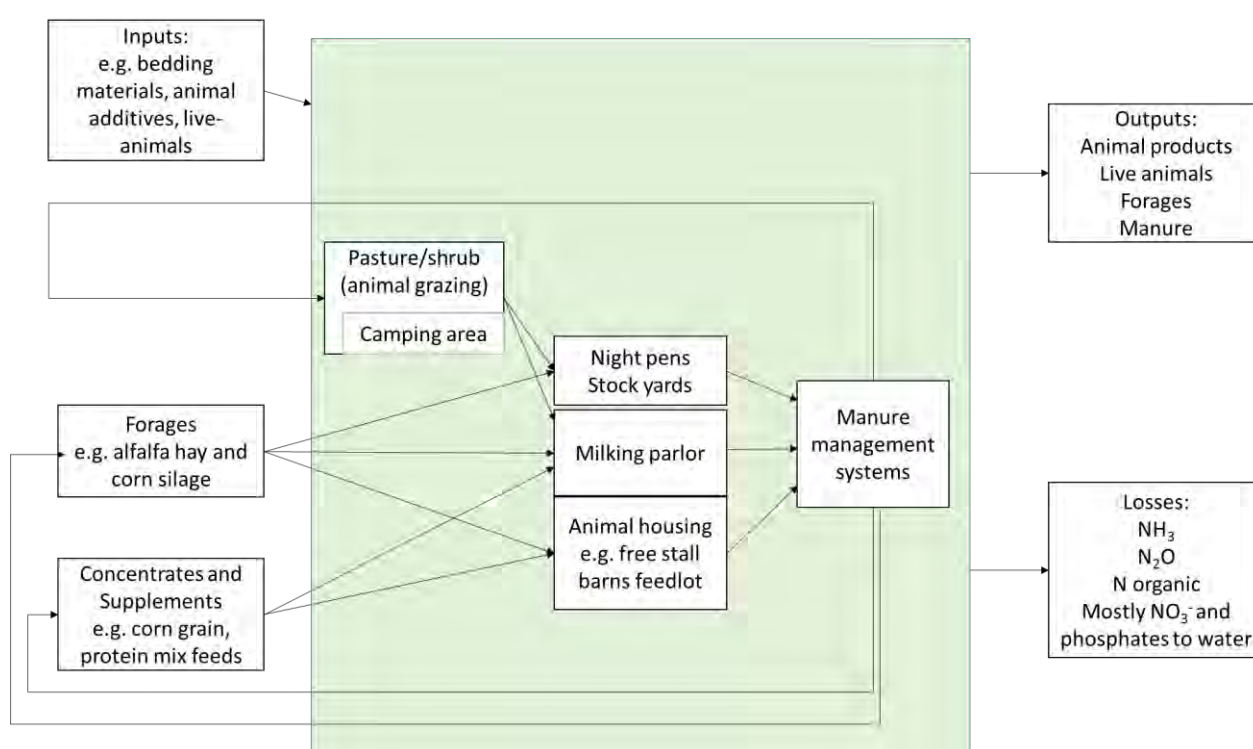 Inputs:
e.g. bedding
materials, animal
additives, live-
animals
Outputs:
Animal products
Live animals
Forages
Manure
Pasture/shrub
(animal grazing)
Camping area
Night pens
Stock yards
Forages
e.g. alfalfa hay and
corn silage
Milking parlor
Manure
management
systems
Animal housing
e.g. free stall
barns feedlot
Concentrates and
Supplements
e.g. corn grain,
protein mix feeds
Losses:
NH₃
N₂O
N organic
Mostly NO₃⁻ and
phosphates to water